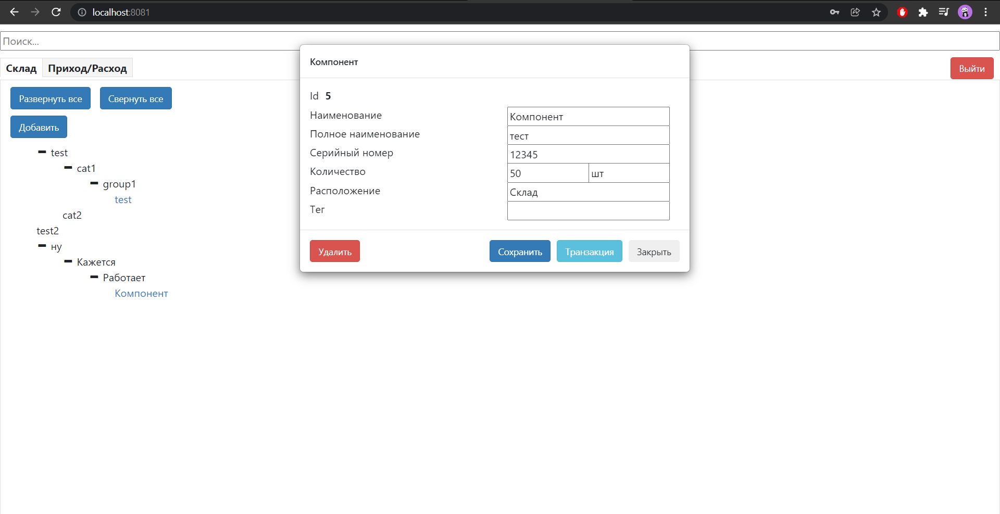 localhost:8081
Поиск...
Склад
Приход/Расход
Выйти
Развернуть все
Свернуть все
Добавить
test
cat1
group1
test
cat2
test2
ну
Кажется
Работает
Компонент
Компонент
Id 5
Наименование Компонент
Полное наименование тест
Серийный номер 12345
Количество 50 шт
Расположение Склад
Тег
Удалить
Сохранить
Транзакция
Закрыть